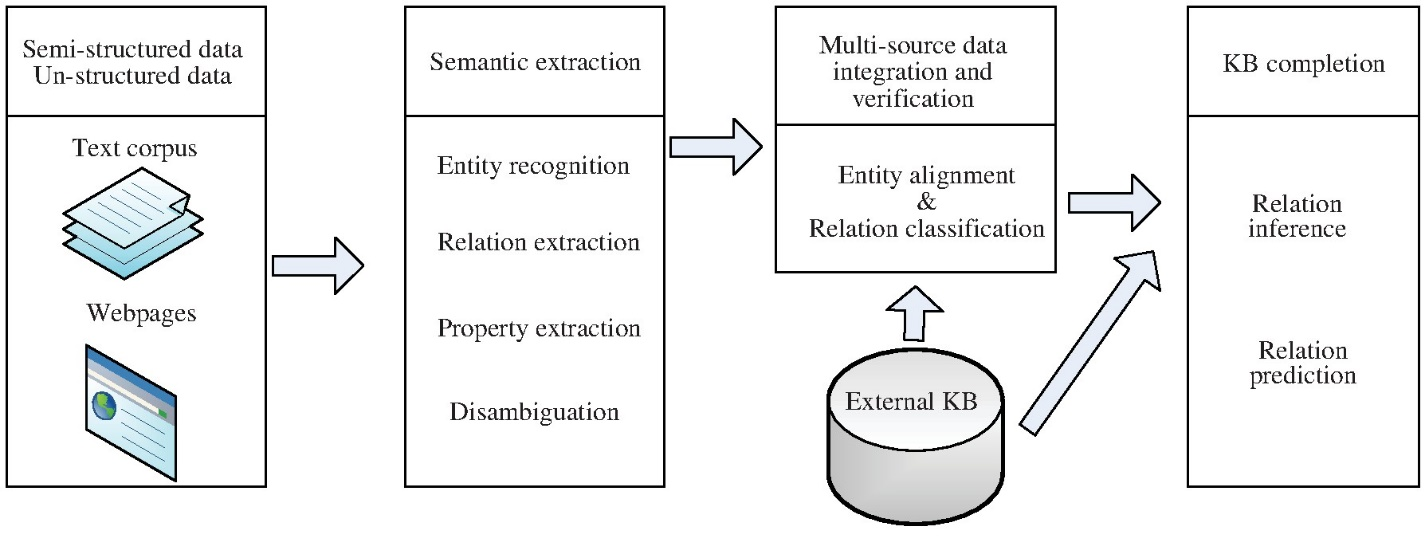 Semi-structured data
Un-structured data
Text corpus
Webpages
Semantic extraction
Entity recognition
Relation extraction
Property extraction
Disambiguation
Multi-source data
integration and
verification
Entity alignment
&
Relation classification
External KB
KB completion
Relation
inference
Relation
prediction